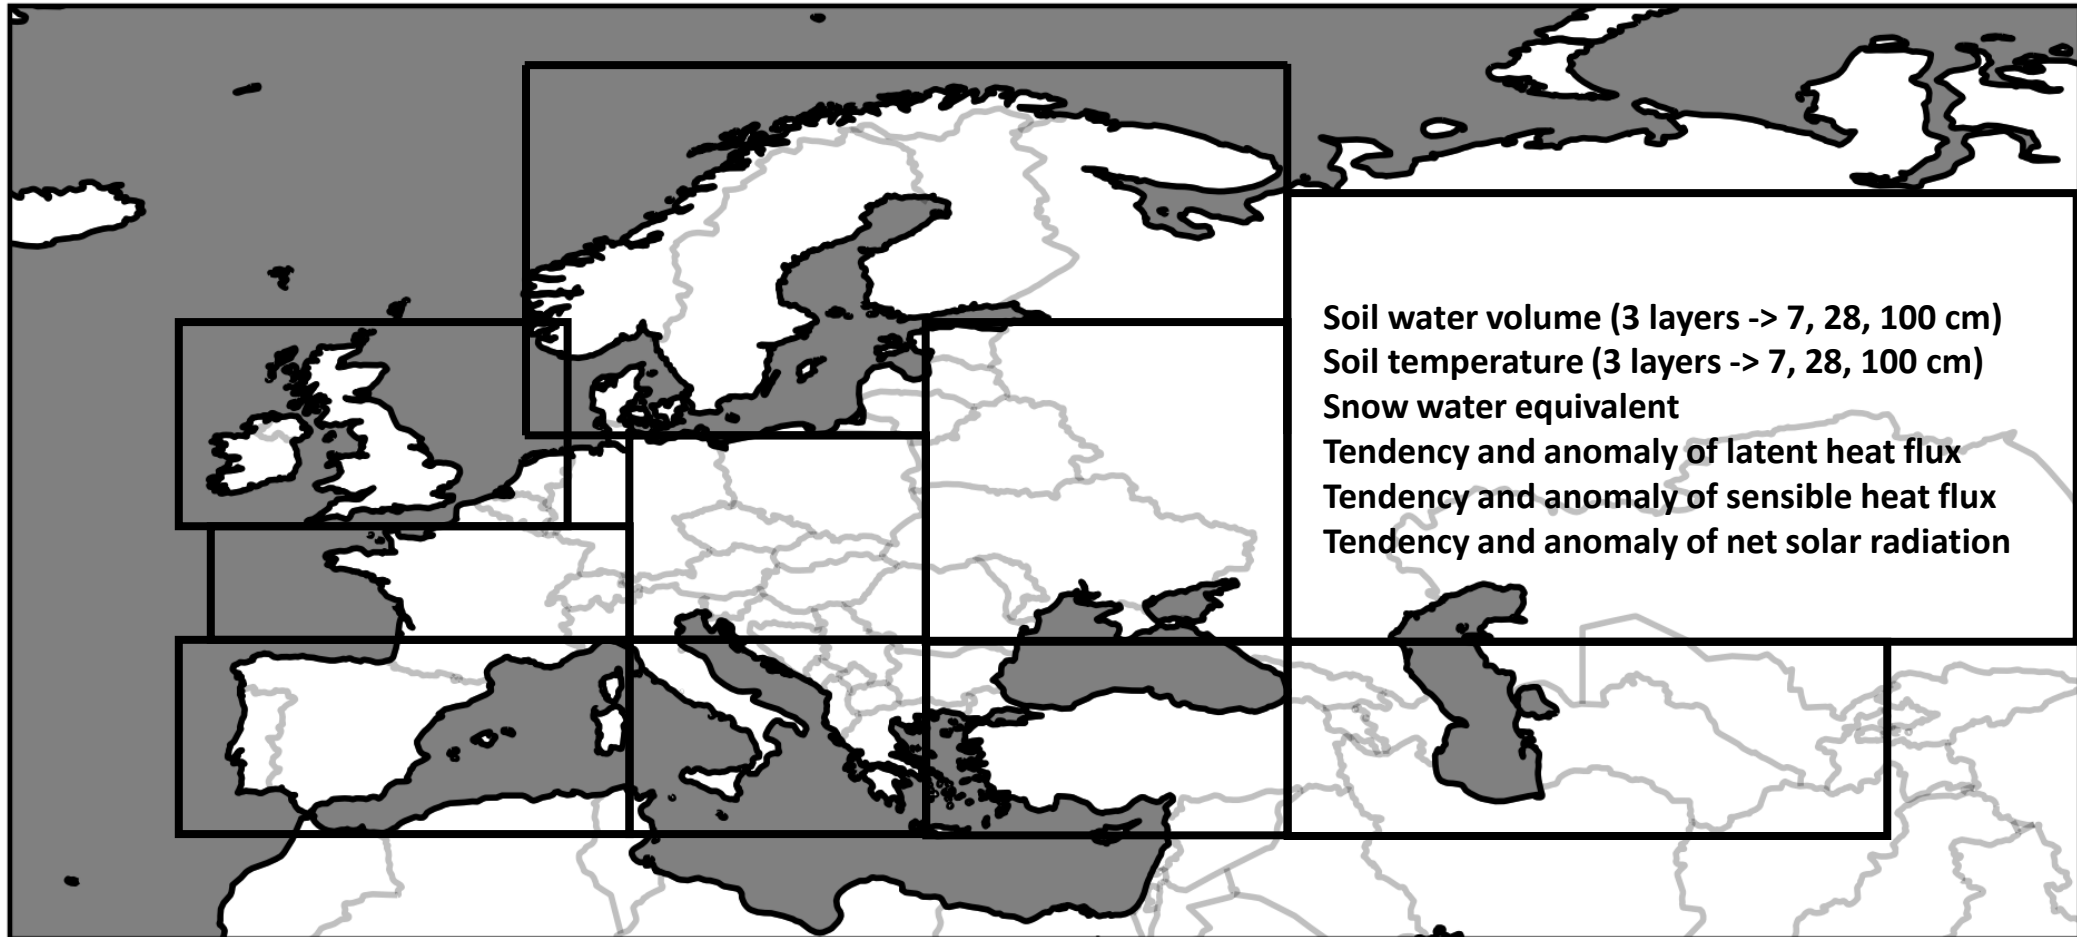 Soil water volume (3 layers -> 7, 28, 100 cm)
Soil temperature (3 layers -> 7, 28, 100 cm)
Snow water equivalent
Tendency and anomaly of latent heat flux
Tendency and anomaly of sensible heat flux
Tendency and anomaly of net solar radiation